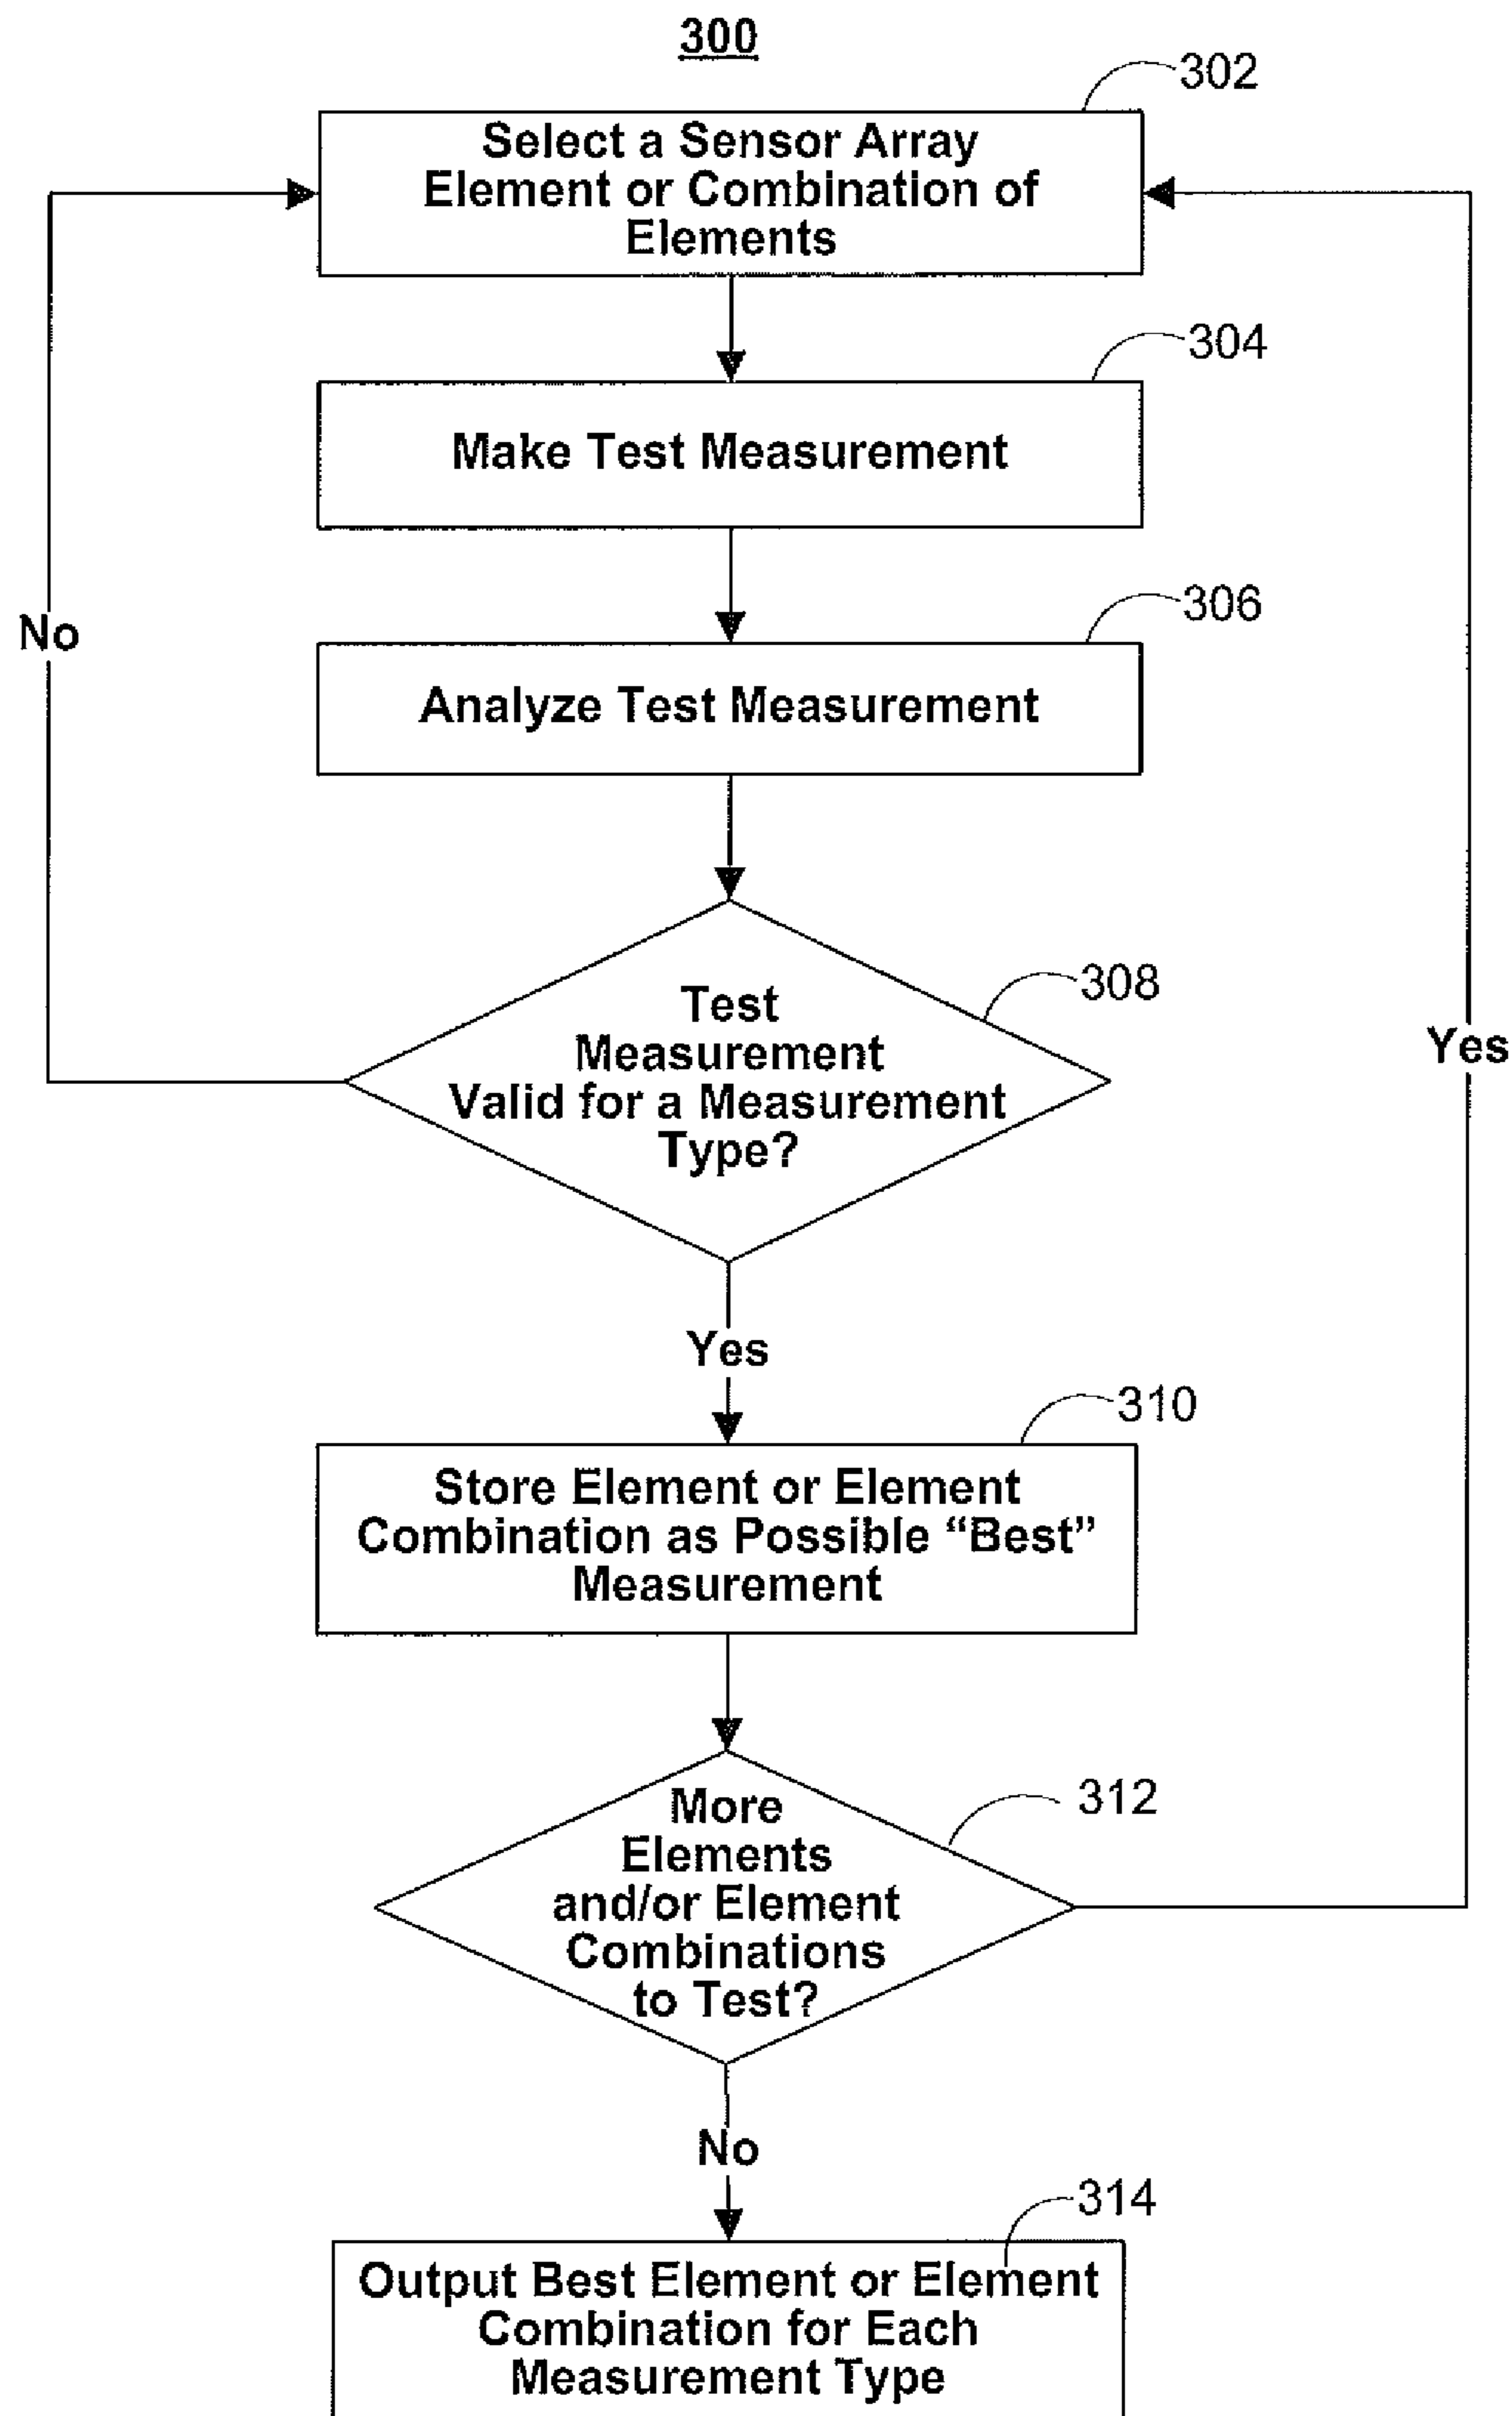 300
302
Select a Sensor Array
Element or Combination of
Elements
304
Make Test Measurement
306
Analyze Test Measurement
No
308
Test
Measurement
Valid for a Measurement
Type?
Yes
Yes
310
Store Element or Element
Combination as Possible “Best”
Measurement
312
More
Elements
and/or Element
Combinations
to Test?
No
314
Output Best Element or Element
Combination for Each
Measurement Type